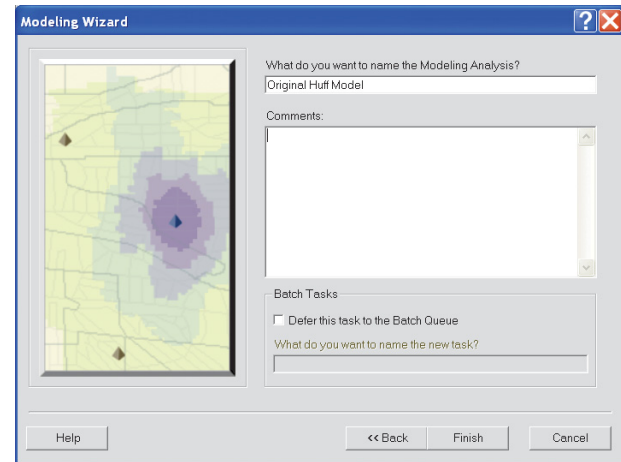 Modeling Wizard
What do you want to name the Modeling Analysis?
Original Huff Model
Comments:
Batch Tasks
Defer this task to the Batch Queue
What do you want to name the new task?
Help
<< Back
Finish
Cancel